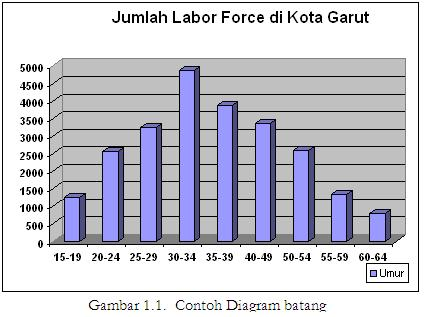 Jumlah Labor Force di Kota Garut
5000
4500
4000
3500
3000
2500
2000
1500
1000
500
0
15-19 20-24 25-29 30-34 35-39 40-49 50-54 55-59 60-64
Umur
Gambar 1.1. Contoh Diagram batang